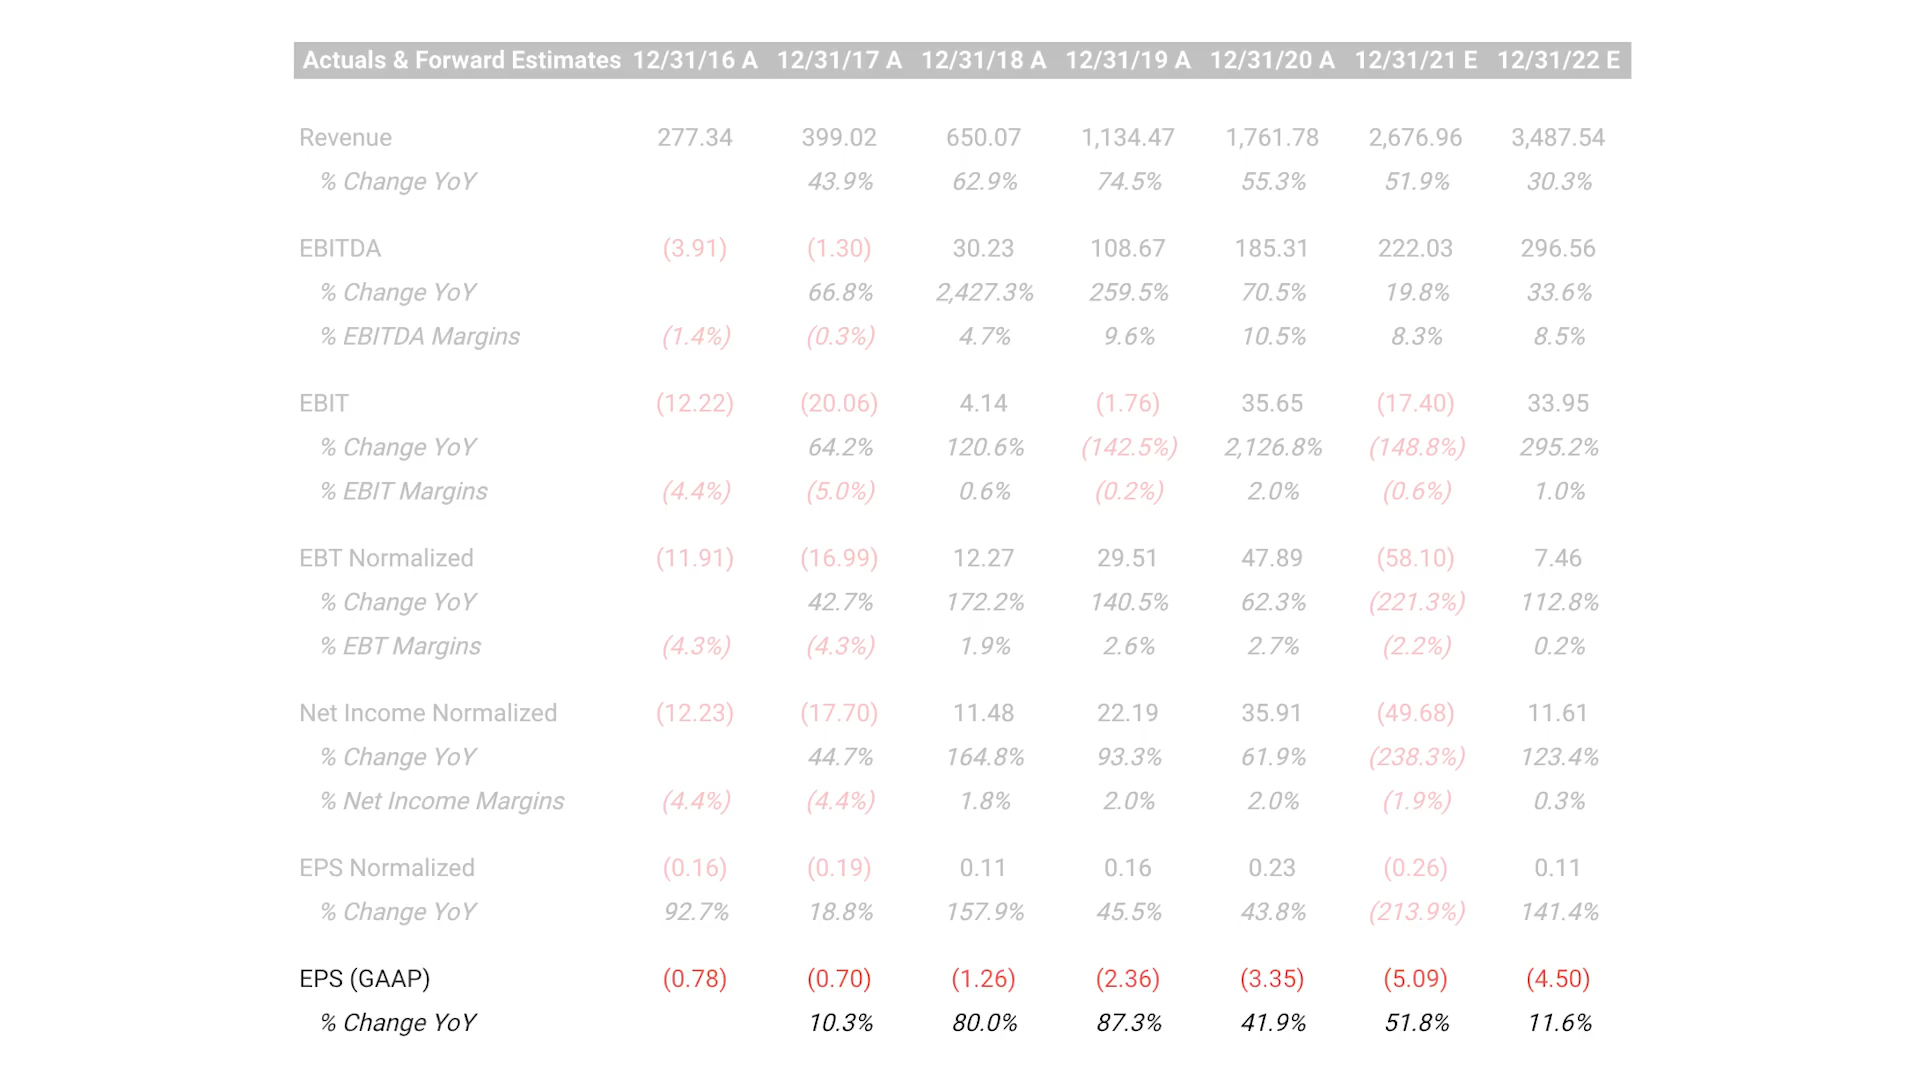 Actuals & Forward Estimates 12/31/16 A 12/31/17 A 12/31/18 A 12/31/19 A 12/31/20 A 12/31/21 E 12/31/22 E
Revenue 277.34 399.02 650.07 1,134.47 1,761.78 2,676.96 3,487.54
% Change YoY 43.9% 62.9% 74.5% 55.3% 51.9% 30.3%
EBITDA (3.91) (1.30) 30.23 108.67 185.31 222.03 296.56
% Change YoY 66.8% 2,427.3% 259.5% 70.5% 19.8% 33.6%
% EBITDA Margins (1.4%) (0.3%) 4.7% 9.6% 10.5% 8.3% 8.5%
EBIT (12.22) (20.06) 4.14 (1.76) 35.65 (17.40) 33.95
% Change YoY 64.2% 120.6% (142.5%) 2,126.8% (148.8%) 295.2%
% EBIT Margins (4.4%) (5.0%) 0.6% (0.2%) 2.0% (0.6%) 1.0%
EBT Normalized (11.91) (16.99) 12.27 29.51 47.89 (58.10) 7.46
% Change YoY 42.7% 172.2% 140.5% 62.3% (221.3%) 112.8%
% EBT Margins (4.3%) (4.3%) 1.9% 2.6% 2.7% (2.2%) 0.2%
Net Income Normalized (12.23) (17.70) 11.48 22.19 35.91 (49.68) 11.61
% Change YoY 44.7% 164.8% 93.3% 61.9% (238.3%) 123.4%
% Net Income Margins (4.4%) (4.4%) 1.8% 2.0% 2.0% (1.9%) 0.3%
EPS Normalized (0.16) (0.19) 0.11 0.16 0.23 (0.26) 0.11
% Change YoY 92.7% 18.8% 157.9% 45.5% 43.8% (213.9%) 141.4%
EPS (GAAP) (0.78) (0.70) (1.26) (2.36) (3.35) (5.09) (4.50)
% Change YoY 10.3% 80.0% 87.3% 41.9% 51.8% 11.6%